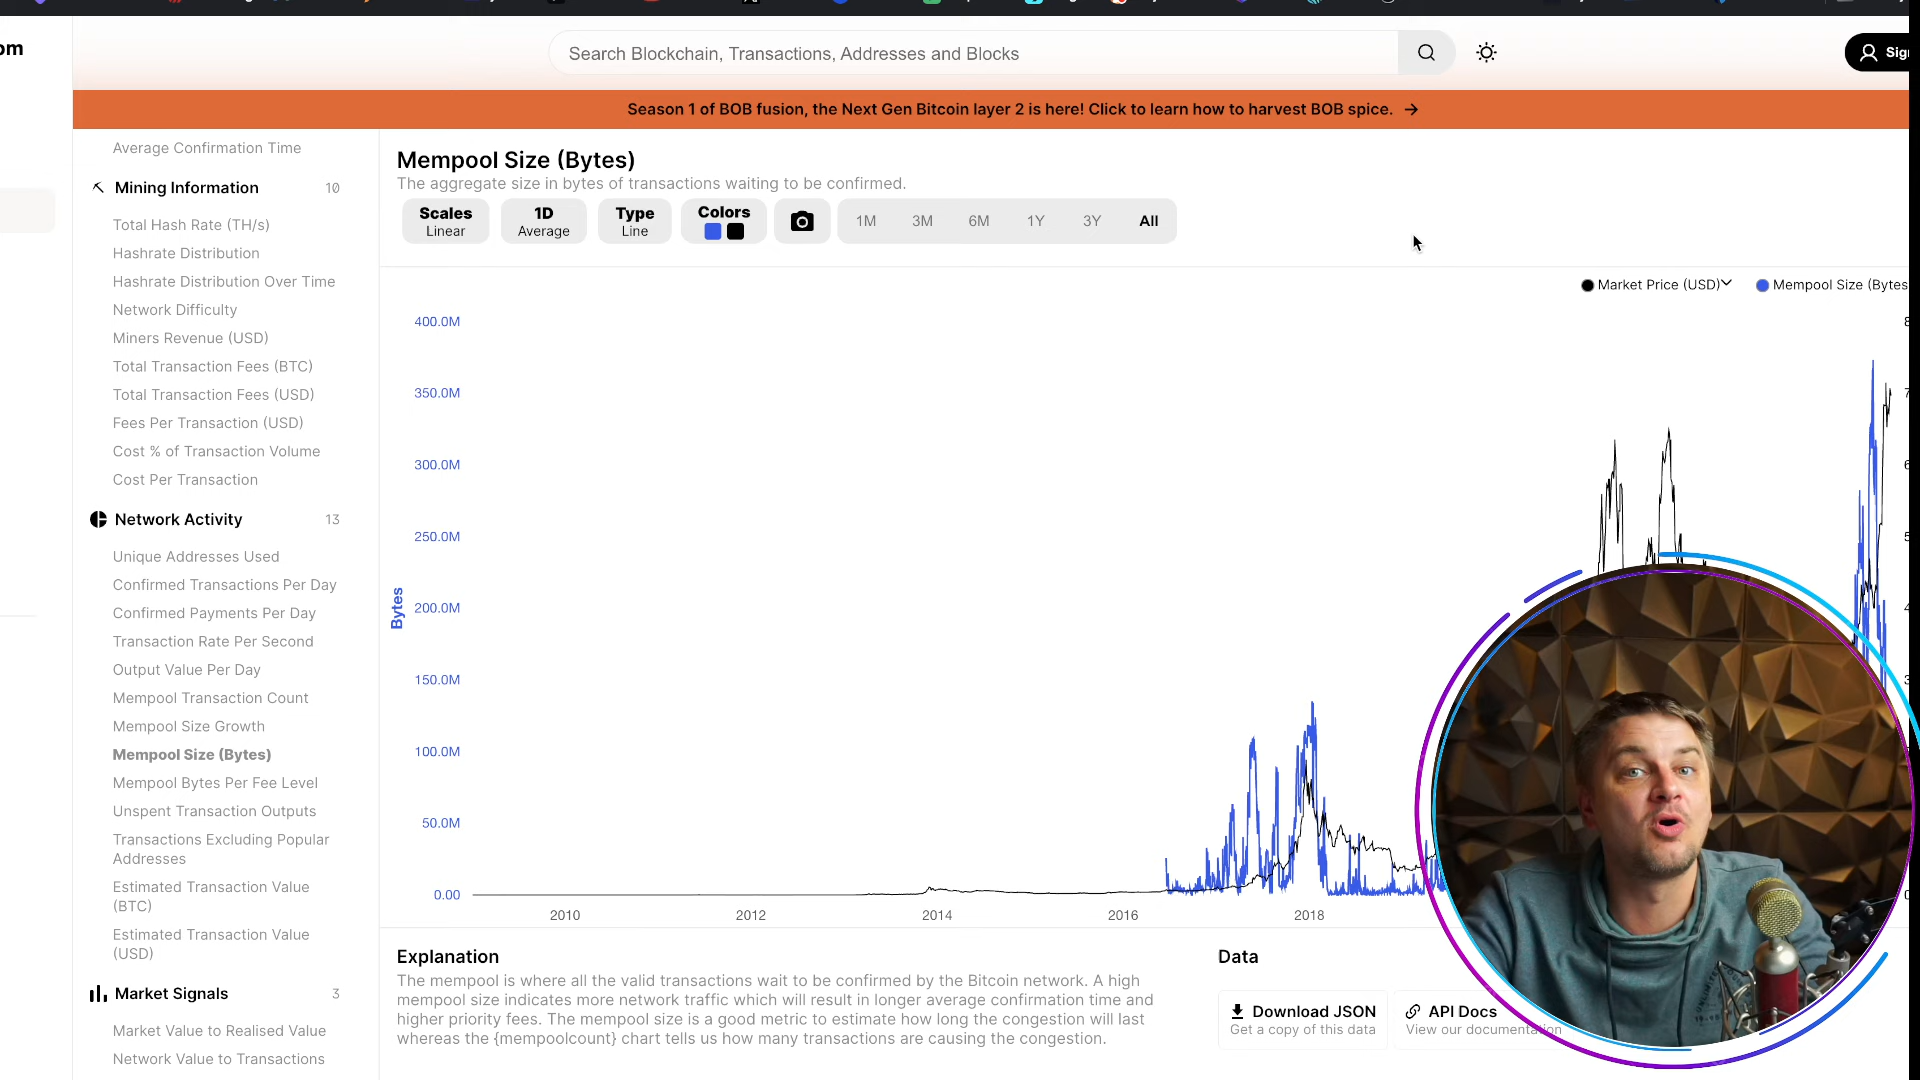 om
Search Blockchain, Transactions, Addresses and Blocks
Season 1 of BOB fusion, the Next Gen Bitcoin layer 2 is here! Click to learn how to harvest BOB spice. →
Average Confirmation Time
Mining Information 10
Total Hash Rate (TH/s)
Hashrate Distribution
Hashrate Distribution Over Time
Network Difficulty
Miners Revenue (USD)
Total Transaction Fees (BTC)
Total Transaction Fees (USD)
Fees Per Transaction (USD)
Cost % of Transaction Volume
Cost Per Transaction
Network Activity 13
Unique Addresses Used
Confirmed Transactions Per Day
Confirmed Payments Per Day
Transaction Rate Per Second
Output Value Per Day
Mempool Transaction Count
Mempool Size Growth
Mempool Size (Bytes)
Mempool Bytes Per Fee Level
Unspent Transaction Outputs
Transactions Excluding Popular
Addresses
Estimated Transaction Value
(BTC)
Estimated Transaction Value
(USD)
Market Signals 3
Market Value to Realised Value
Network Value to Transactions
Mempool Size (Bytes)
The aggregate size in bytes of transactions waiting to be confirmed.
Scales
Linear
1D
Average
Type
Line
Colors
1M 3M 6M 1Y 3Y All
Market Price (USD) Mempool Size (Bytes
400.0M
350.0M
300.0M
250.0M
200.0M
150.0M
100.0M
50.0M
0.00
Bytes
2010 2012 2014 2016 2018
Explanation
The mempool is where all the valid transactions wait to be confirmed by the Bitcoin network. A high
mempool size indicates more network traffic which will result in longer average confirmation time and
higher priority fees. The mempool size is a good metric to estimate how long the congestion will last
whereas the {mempoolcount} chart tells us how many transactions are causing the congestion.
Data
Download JSON
Get a copy of this data
API Docs
View our documentation